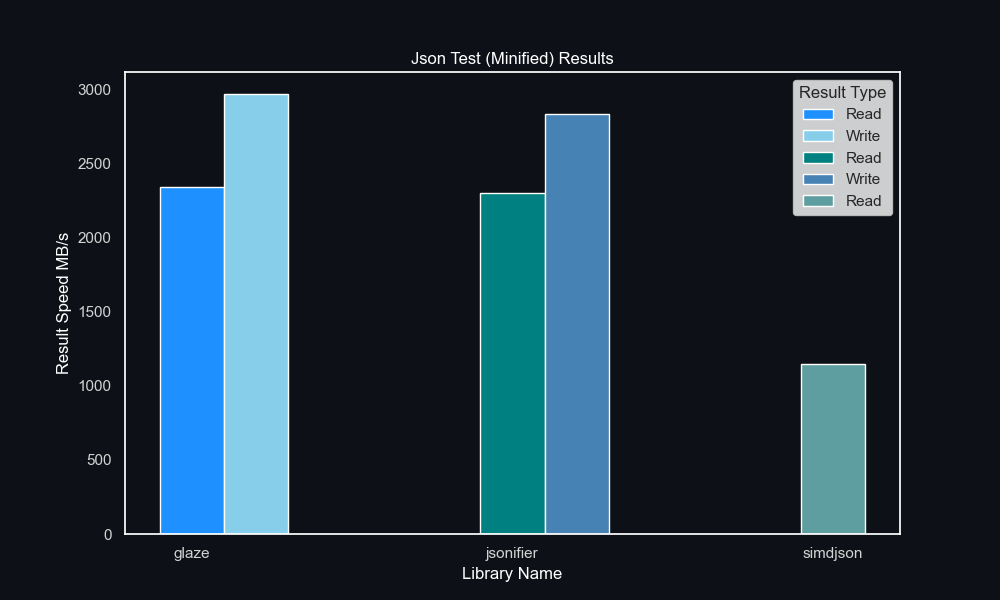 Json Test (Minified) Results
Result Type
Read
Write
Read
Write
Read
3000
2500
2000
1500
1000
500
0
Result Speed MB/s
glaze
jsonifier
simdjson
Library Name